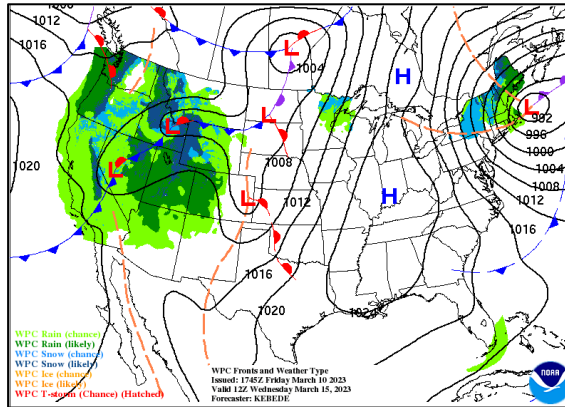 1012
1008
1016
L
1004
H
1020
L
L
L
L
1008
1012
H
L
992
996
1000
1004
1008
1012
1016
1016
1020
1024
WPC Rain (chance)
WPC Rain (likely)
WPC Snow (chance)
WPC Snow (likely)
WPC Ice (chance)
WPC Ice (likely)
WPC T-storm (Chance) (Hatched)
WPC Fronts and Weather Type
Issued: 1745Z Friday March 10 2023
Valid 12Z Wednesday March 15, 2023
Forecaster: KEBEDE
NOAA